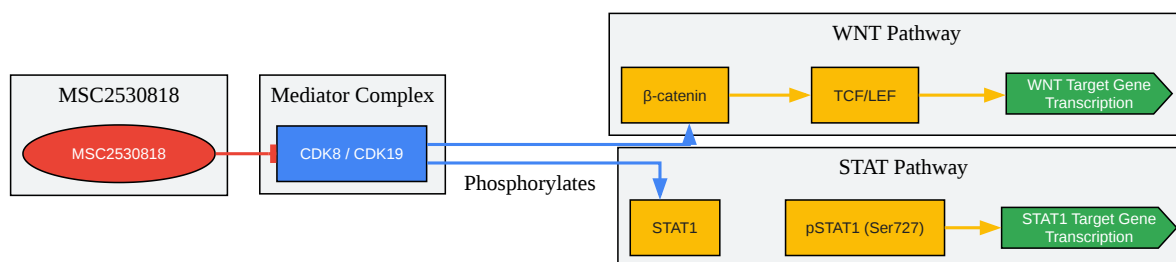 MSC2530818
MSC2530818
Mediator Complex
CDK8 / CDK19
Phosphorylates
WNT Pathway
β-catenin
TCF/LEF
WNT Target Gene
Transcription
STAT Pathway
STAT1
pSTAT1 (Ser727)
STAT1 Target Gene
Transcription